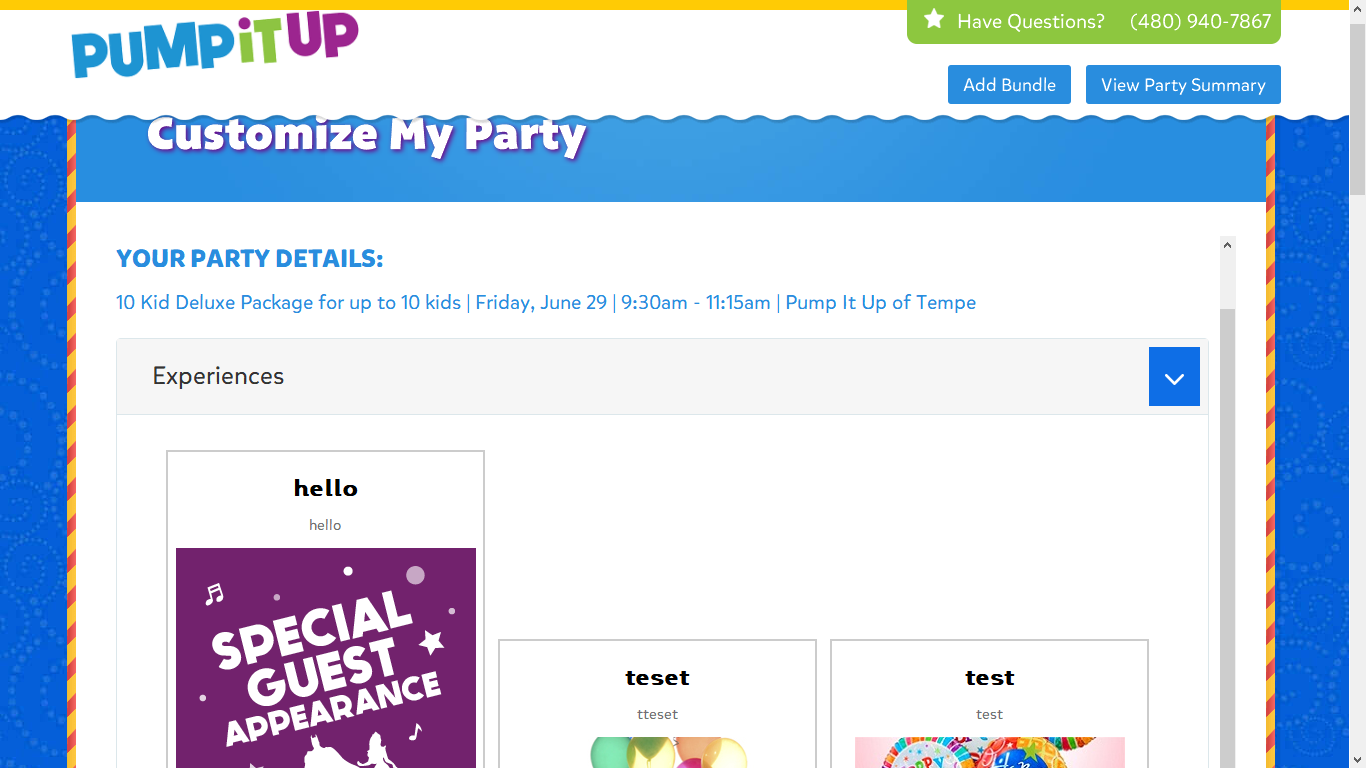 PUMP iT UP
Have Questions? (480) 940-7867
Add Bundle
View Party Summary
Customize My Party
YOUR PARTY DETAILS:
10 Kid Deluxe Package for up to 10 kids | Friday, June 29 | 9:30am - 11:15am | Pump It Up of Tempe
Experiences
hello
hello
SPECIAL
GUEST
APPEARANCE
teset
tteset
test
test